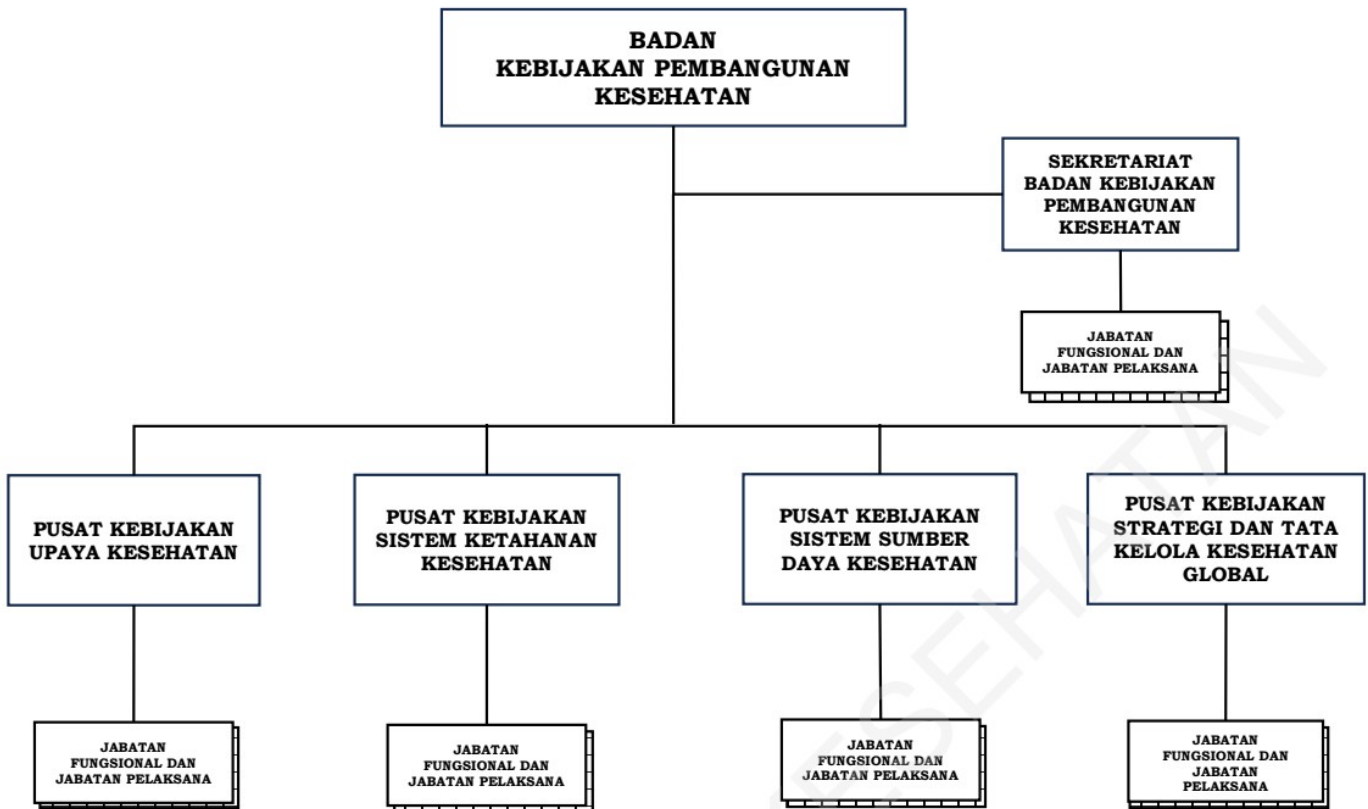 BADAN
KEBIJAKAN PEMBANGUNAN
KESEHATAN
SEKRETARIAT
BADAN KEBIJAKAN
PEMBANGUNAN
KESEHATAN
JABATAN
FUNGSIONAL DAN
JABATAN PELAKSANA
PUSAT KEBIJAKAN
UPAYA KESEHATAN
PUSAT KEBIJAKAN
SISTEM KETAHANAN
KESEHATAN
PUSAT KEBIJAKAN
SISTEM SUMBER
DAYA KESEHATAN
PUSAT KEBIJAKAN
STRATEGI DAN TATA
KELOLA KESEHATAN
GLOBAL
JABATAN
FUNGSIONAL DAN
JABATAN PELAKSANA
JABATAN
FUNGSIONAL DAN
JABATAN PELAKSANA
JABATAN
FUNGSIONAL DAN
JABATAN PELAKSANA
JABATAN
FUNGSIONAL DAN
JABATAN
PELAKSANA
ESEHATAN